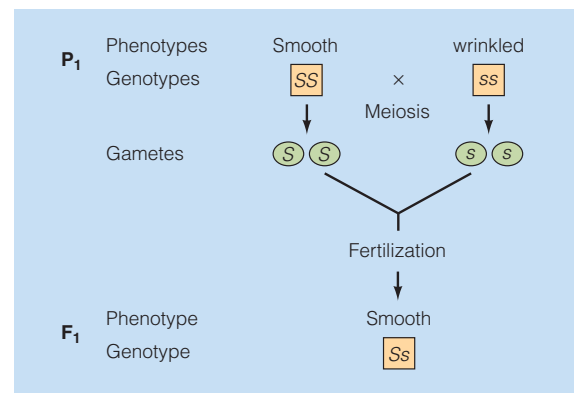 P1
Phenotypes Smooth wrinkled
Genotypes SS × ss
Meiosis
Gametes S S s s
Fertilization
F1
Phenotype Smooth
Genotype Ss